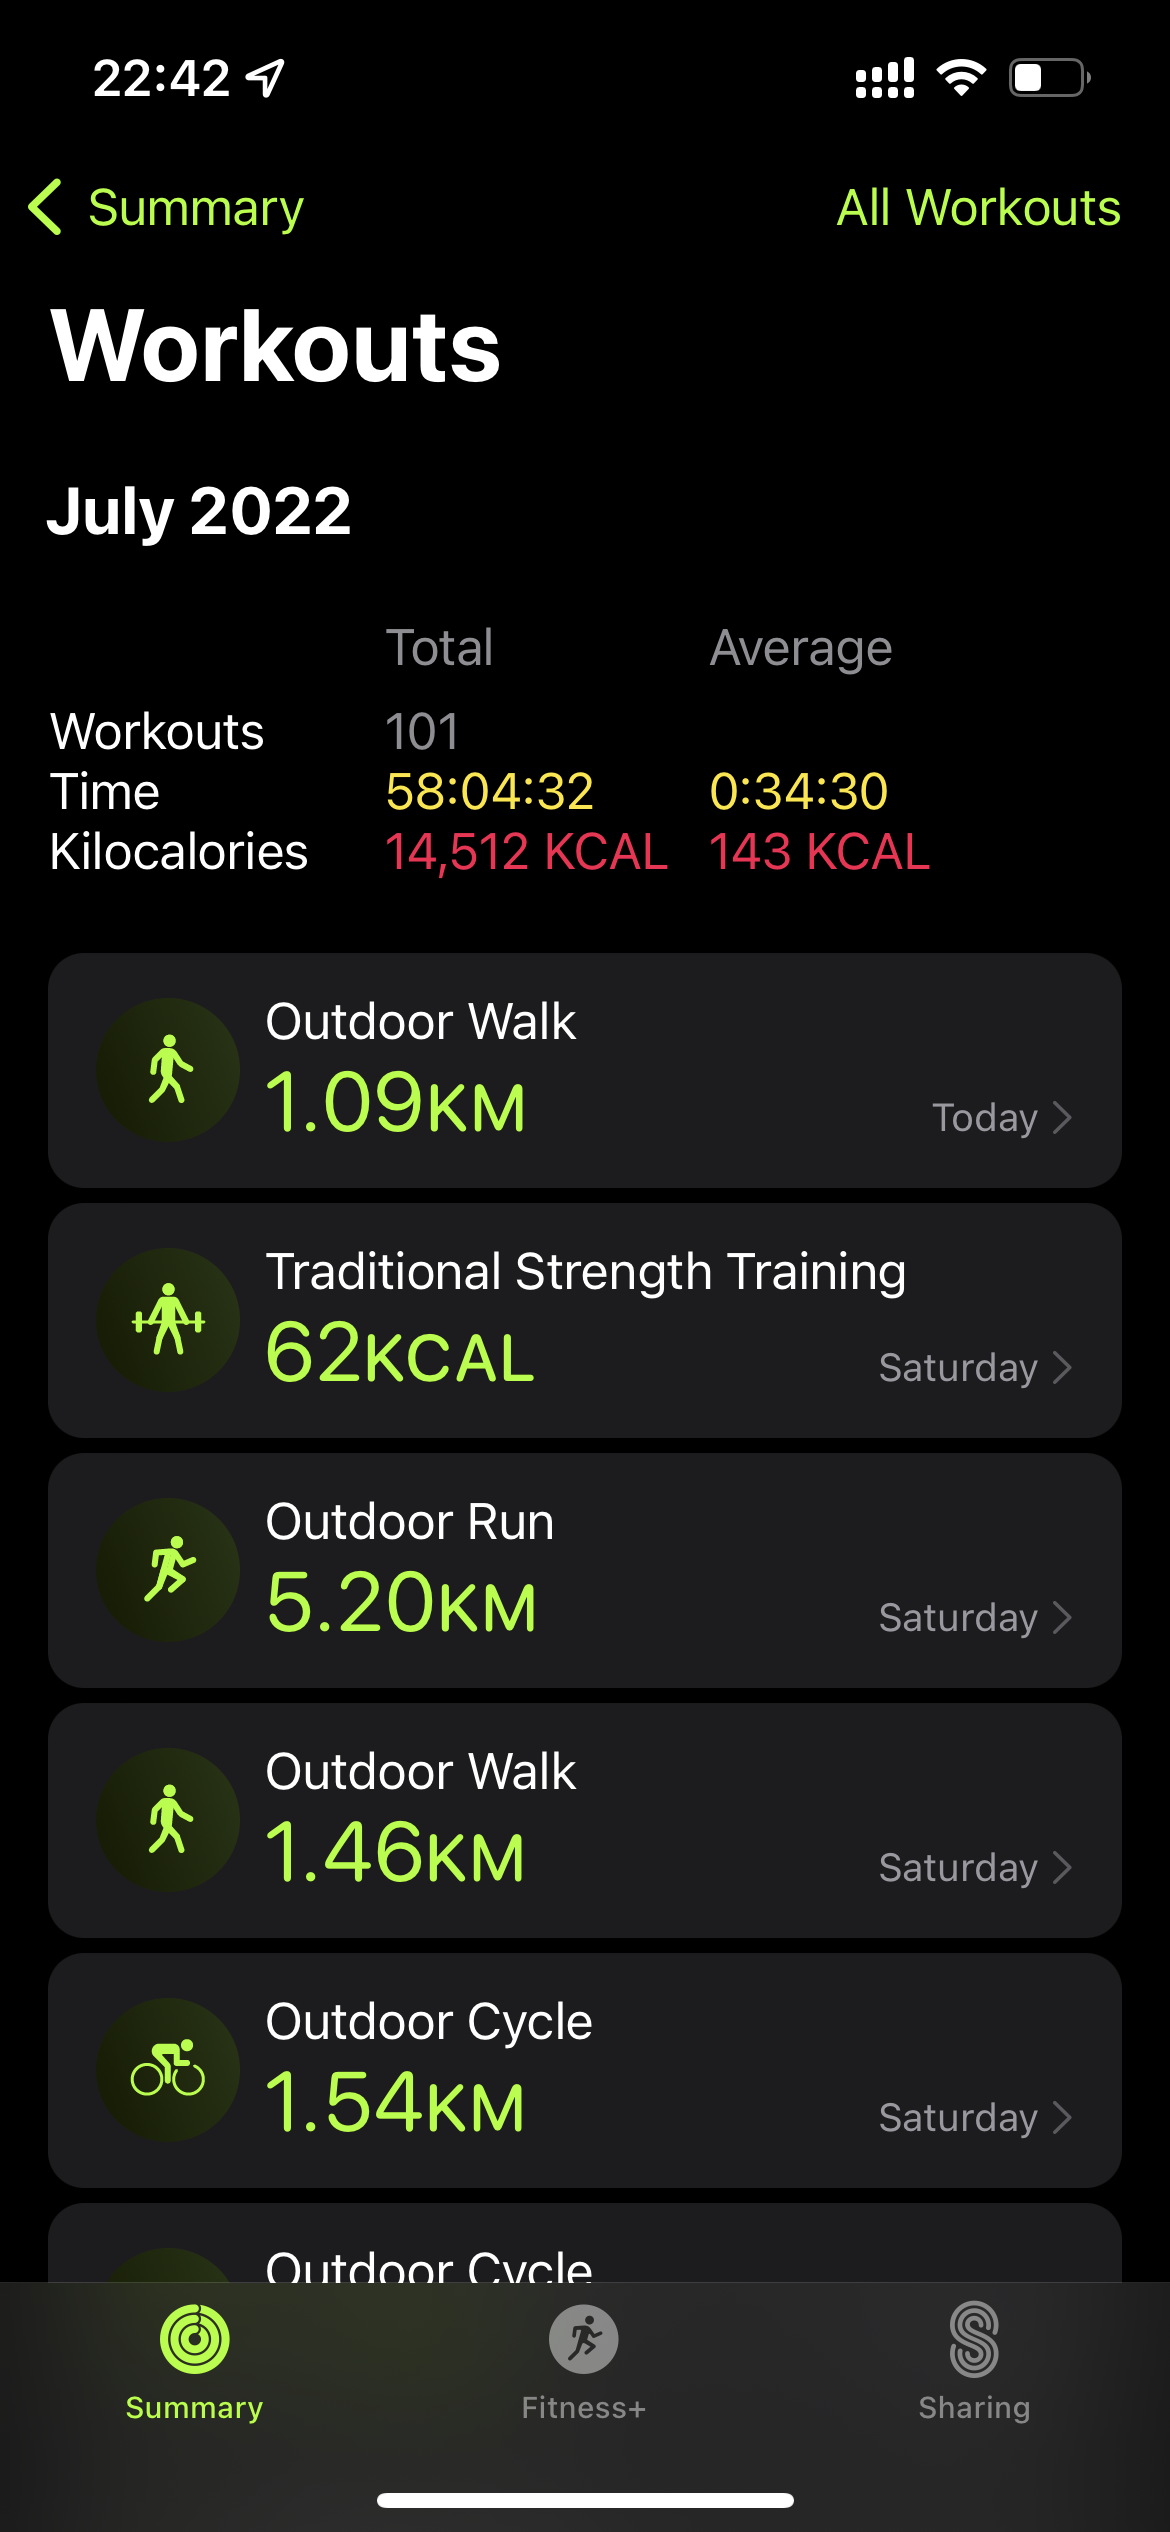 22:42
Summary All Workouts
Workouts
July 2022
Total Average
Workouts 101
Time 58:04:32 0:34:30
Kilocalories 14,512 KCAL 143 KCAL
Outdoor Walk
1.09KM
Today
Traditional Strength Training
62KCAL
Saturday
Outdoor Run
5.20KM
Saturday
Outdoor Walk
1.46KM
Saturday
Outdoor Cycle
1.54KM
Saturday
Outdoor Cycle
Summary Fitness+ Sharing